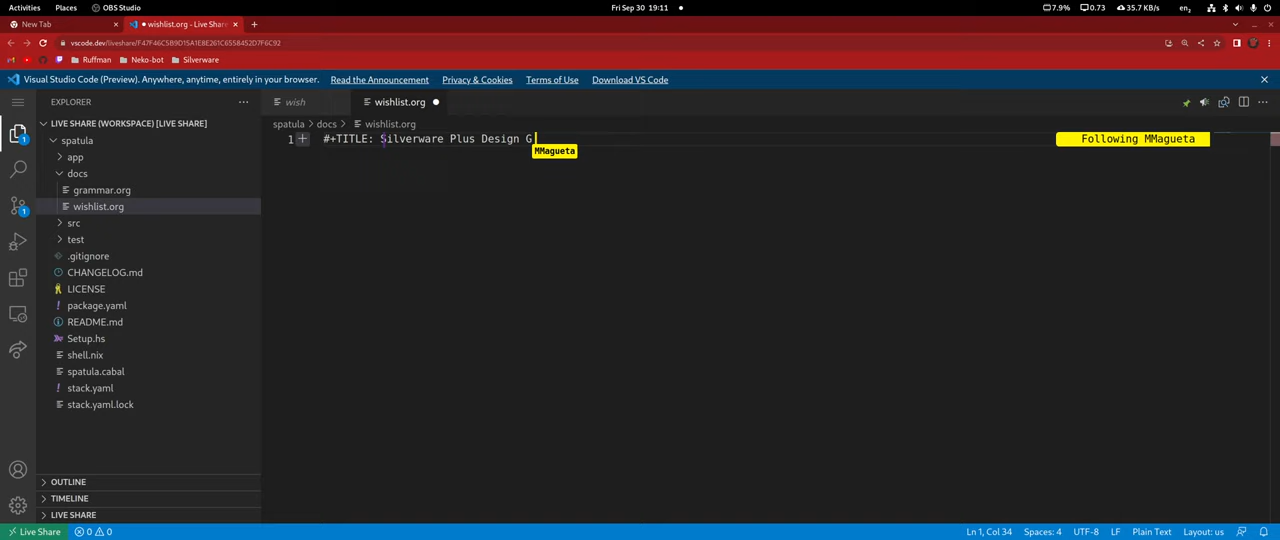 Activities Places OBS Studio Fri Sep 30 19:11 7.9% 0.73 35.7 KB/s en₂
New Tab wishlist.org - Live Share
vscode.dev/liveshare/F47F46C5B9D15A1E8E261C6558452D7F6C92
Ruffman Neko-bot Silverware
Visual Studio Code (Preview). Anywhere, anytime, entirely in your browser. Read the Announcement Privacy & Cookies Terms of Use Download VS Code
EXPLORER wish wishlist.org
LIVE SHARE (WORKSPACE) [LIVE SHARE] spatula > docs > wishlist.org
1 #+TITLE: Silverware Plus Design G Following MMagueta
MMagueta
spatula
app
docs
grammar.org
wishlist.org
src
test
.gitignore
CHANGELOG.md
LICENSE
package.yaml
README.md
Setup.hs
shell.nix
spatula.cabal
stack.yaml
stack.yaml.lock
OUTLINE
TIMELINE
LIVE SHARE
Live Share 0 0 Ln 1, Col 34 Spaces: 4 UTF-8 LF Plain Text Layout: us